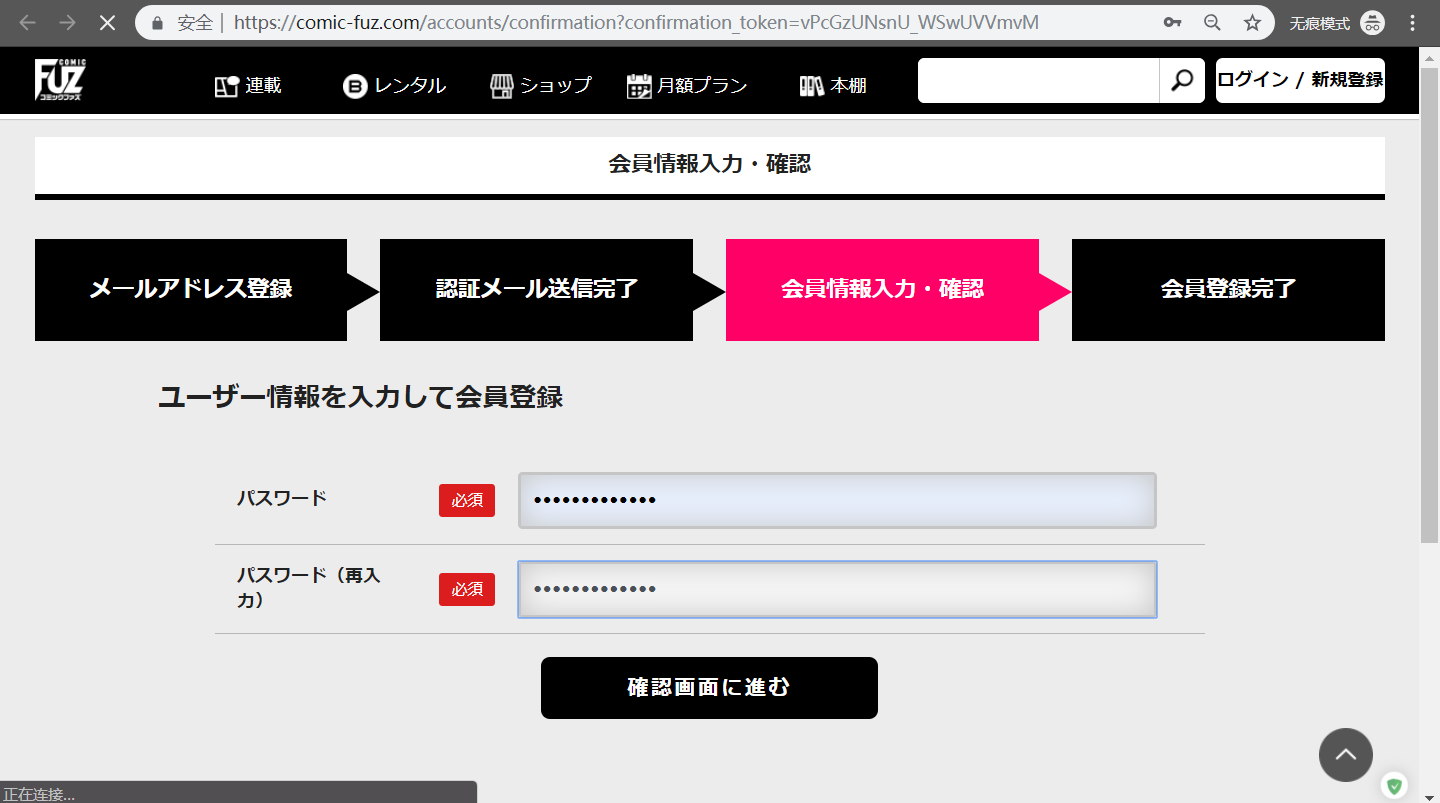 安全 https://comic-fuz.com/accounts/confirmation?confirmation_token=vPcGzUNsnU_WSwUVVmvM 无痕模式
COMIC
FUZ
コミックファズ
連載 レンタル ショップ 月額プラン 本棚 ログイン / 新規登録
会員情報入力・確認
メールアドレス登録 認証メール送信完了 会員情報入力・確認 会員登録完了
ユーザー情報を入力して会員登録
パスワード 必須 •••••••••••••
パスワード（再入
力） 必須 •••••••••••••
確認画面に進む
正在连接...